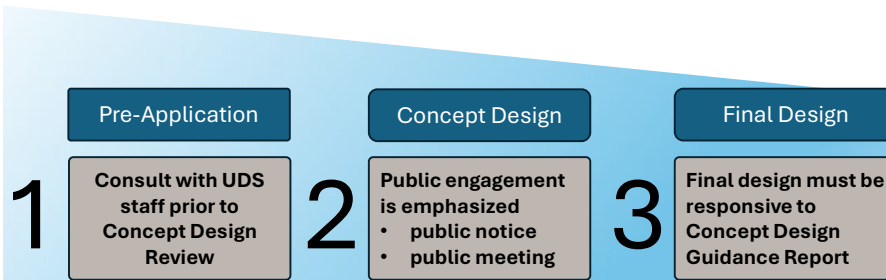 Pre-Application
Concept Design
Final Design
1
Consult with UDS
staff prior to
Concept Design
Review
2
Public engagement
is emphasized
• public notice
• public meeting
3
Final design must be
responsive to
Concept Design
Guidance Report